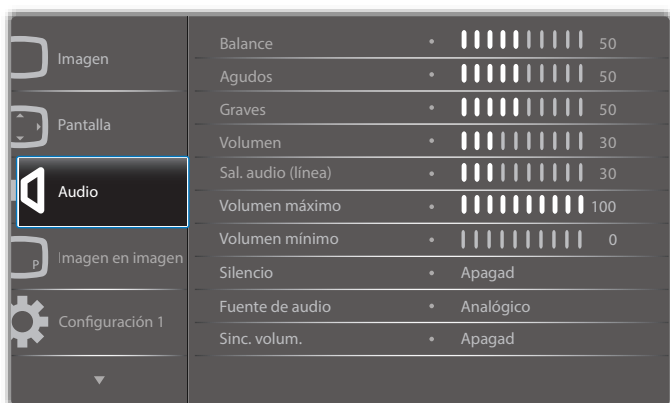 Imagen
Pantalla
Audio
P
Imagen en imagen
Configuración 1
Balance • 50
Agudos • 50
Graves • 50
Volumen • 30
Sal. audio (línea) • 30
Volumen máximo • 100
Volumen mínimo • 0
Silencio • Apagad
Fuente de audio • Analógico
Sinc. volum. • Apagad